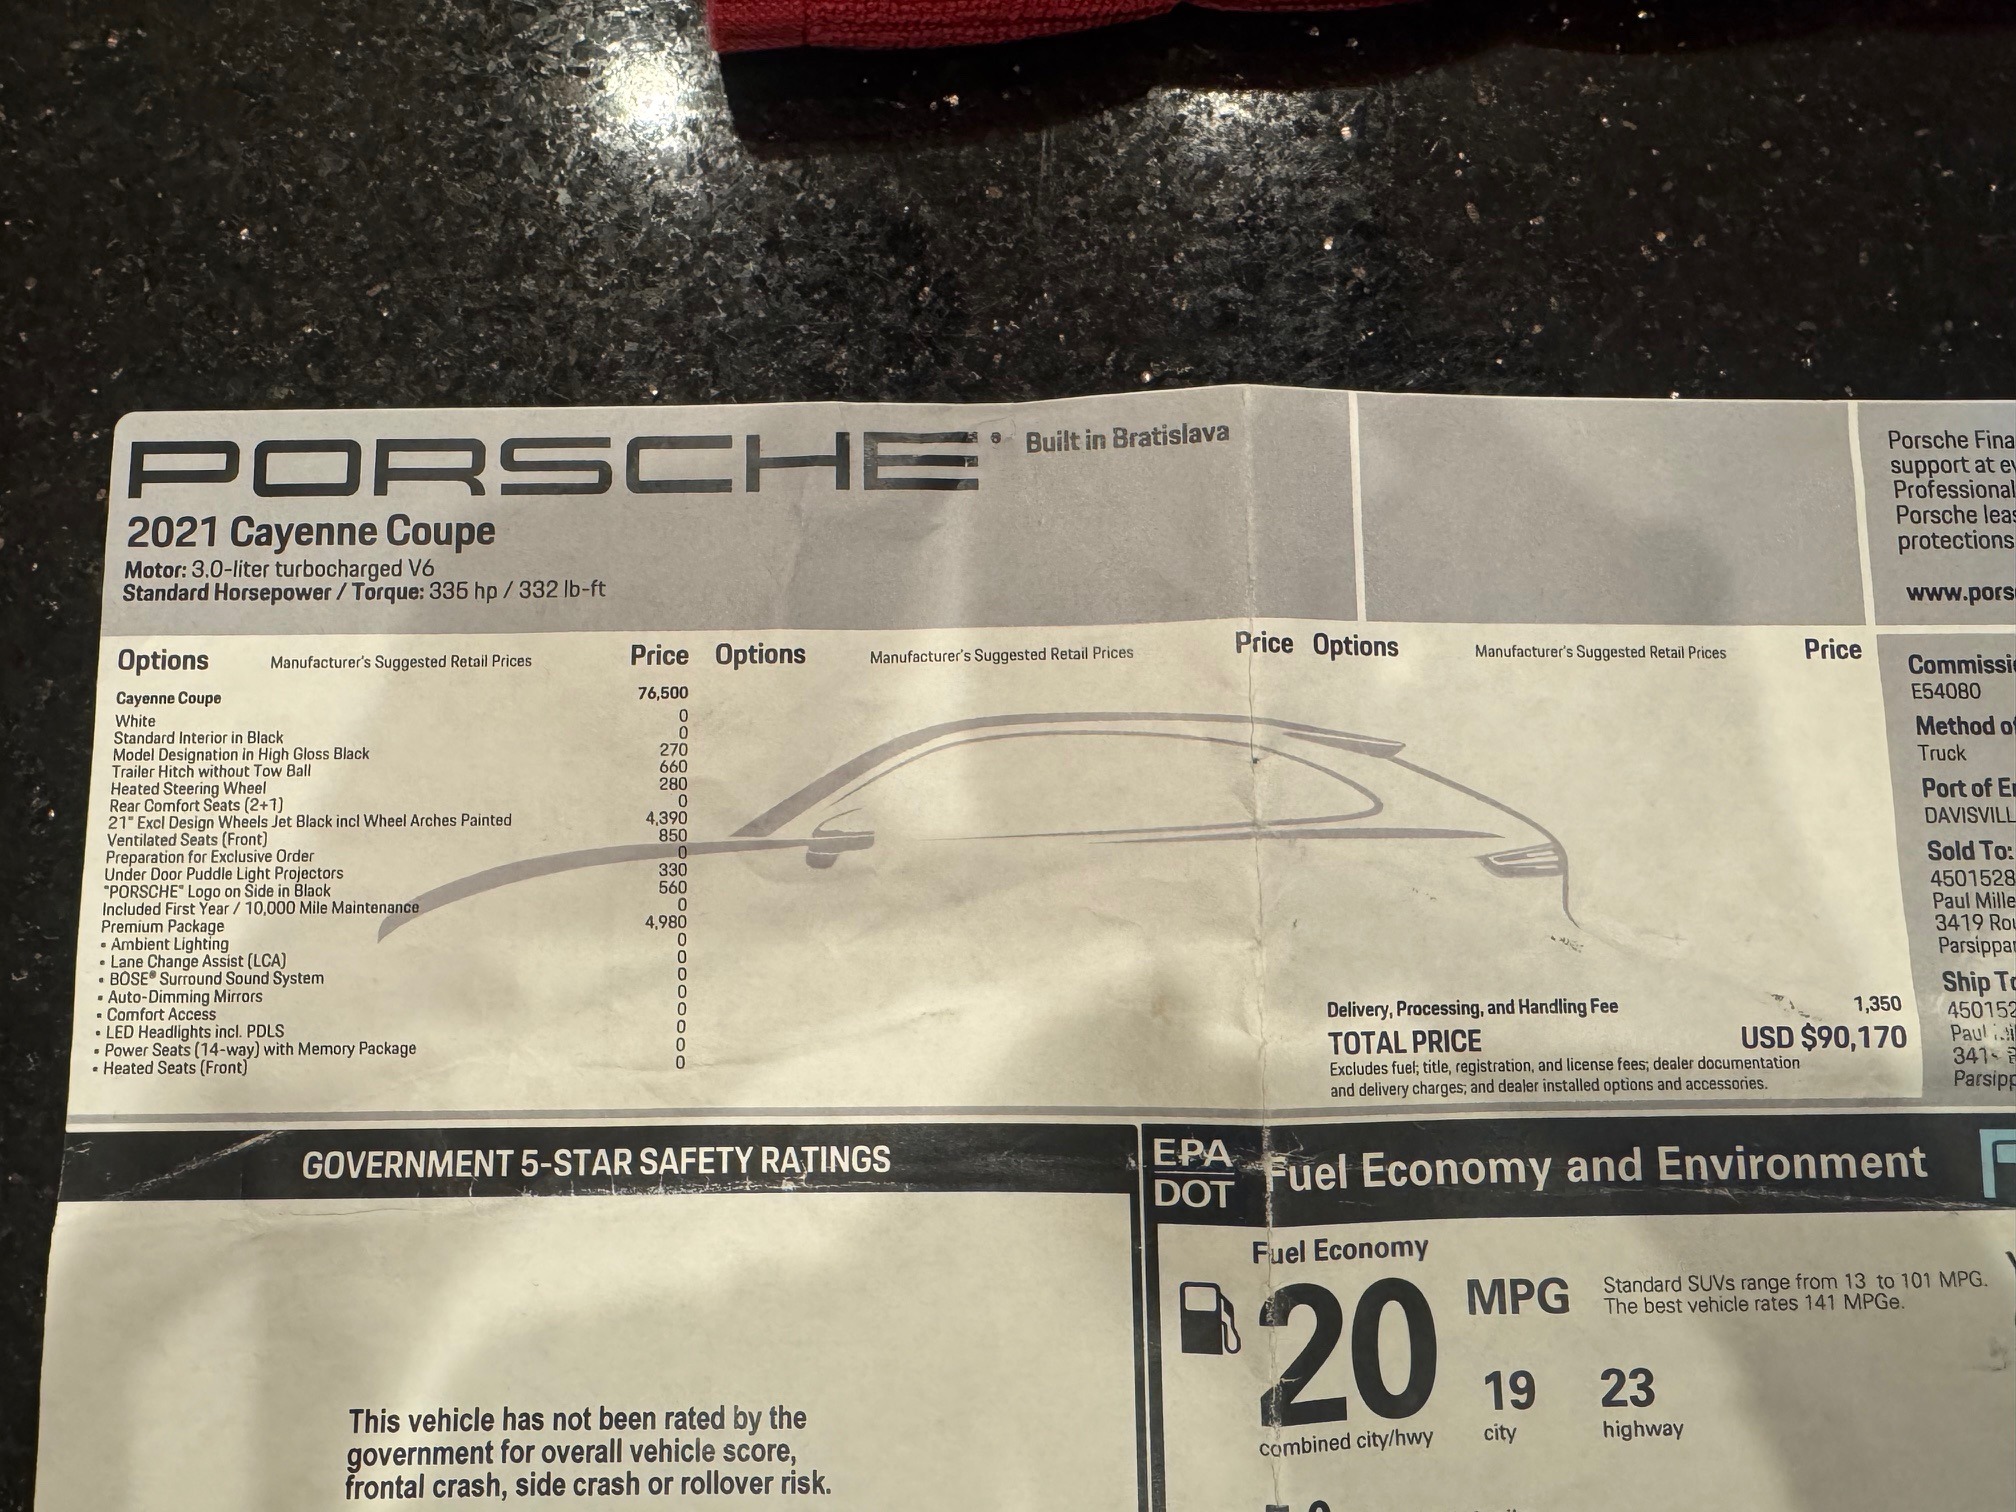 PORSCHE® Built in Bratislava
2021 Cayenne Coupe
Motor: 3.0-liter turbocharged V6
Standard Horsepower / Torque: 335 hp / 332 lb-ft
Options Manufacturer's Suggested Retail Prices Price Options Manufacturer's Suggested Retail Prices Price Options Manufacturer's Suggested Retail Prices Price
Cayenne Coupe 76,500
White 0
Standard Interior in Black 0
Model Designation in High Gloss Black 270
Trailer Hitch without Tow Ball 660
Heated Steering Wheel 280
Rear Comfort Seats (2+1) 0
21" Excl Design Wheels Jet Black incl Wheel Arches Painted 4,390
Ventilated Seats (Front) 850
Preparation for Exclusive Order 0
Under Door Puddle Light Projectors 330
"PORSCHE" Logo on Side in Black 560
Included First Year / 10,000 Mile Maintenance 0
Premium Package 4,980
• Ambient Lighting 0
• Lane Change Assist (LCA) 0
• BOSE® Surround Sound System 0
• Auto-Dimming Mirrors 0
• Comfort Access 0
• LED Headlights incl. PDLS 0
• Power Seats (14-way) with Memory Package 0
• Heated Seats (Front) 0
Delivery, Processing, and Handling Fee 1,350
TOTAL PRICE USD $90,170
Excludes fuel; title, registration, and license fees; dealer documentation
and delivery charges; and dealer installed options and accessories.
Porsche Fina
support at e
Professional
Porsche leas
protections
www.pors
Commissi
E54080
Method o
Truck
Port of E
DAVISVILL
Sold To:
4501528
Paul Mille
3419 Rou
Parsippa
Ship To
450152
Paul
341
Parsipp
GOVERNMENT 5-STAR SAFETY RATINGS
This vehicle has not been rated by the
government for overall vehicle score,
frontal crash, side crash or rollover risk.
EPA
DOT
Fuel Economy and Environment
Fuel Economy
20 MPG
Standard SUVs range from 13 to 101 MPG.
The best vehicle rates 141 MPGe.
19 23
combined city/hwy city highway